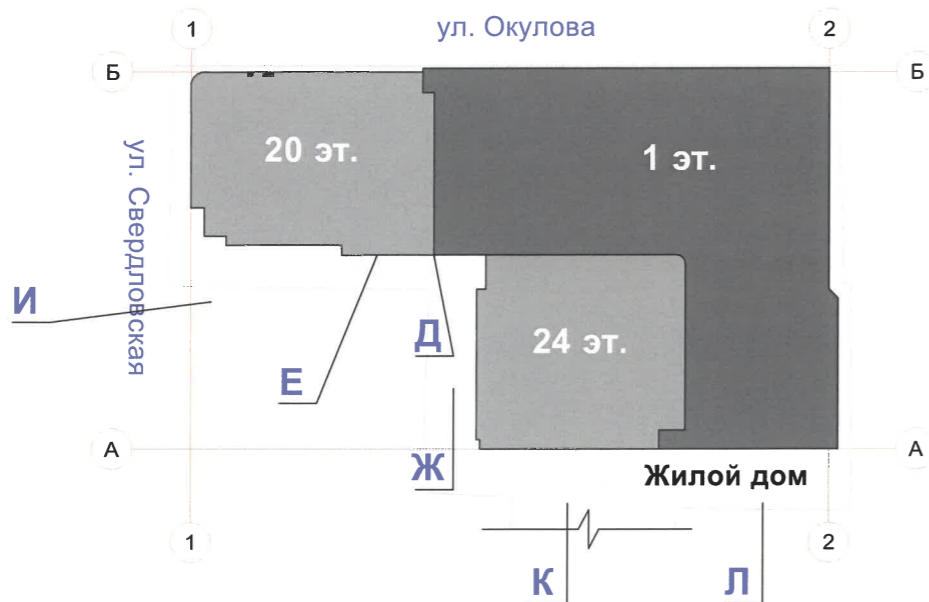 1
ул. Окулова
2
Б
Б
ул. Свердловская
20 эт.
1 эт.
И
Д
24 эт.
Е
А
Ж
А
Жилой дом
1
2
К
Л